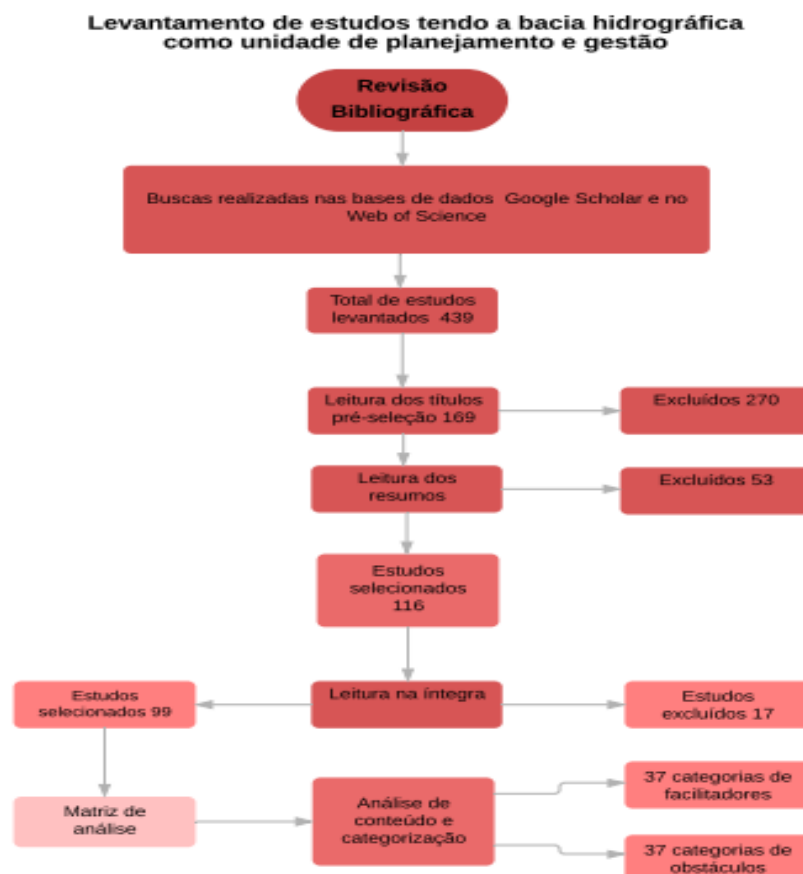 Levantamento de estudos tendo a bacia hidrográfica
como unidade de planejamento e gestão
Revisão
Bibliográfica
Buscas realizadas nas bases de dados Google Scholar e no
Web of Science
Total de estudos
levantados 439
Leitura dos títulos
pré-seleção 169
Excluídos 270
Leitura dos
resumos
Excluídos 53
Estudos
selecionados
116
Estudos
selecionados 99
Leitura na íntegra
Estudos
excluídos 17
Matriz de
análise
Análise de
conteúdo e
categorização
37 categorias de
facilitadores
37 categorias de
obstáculos